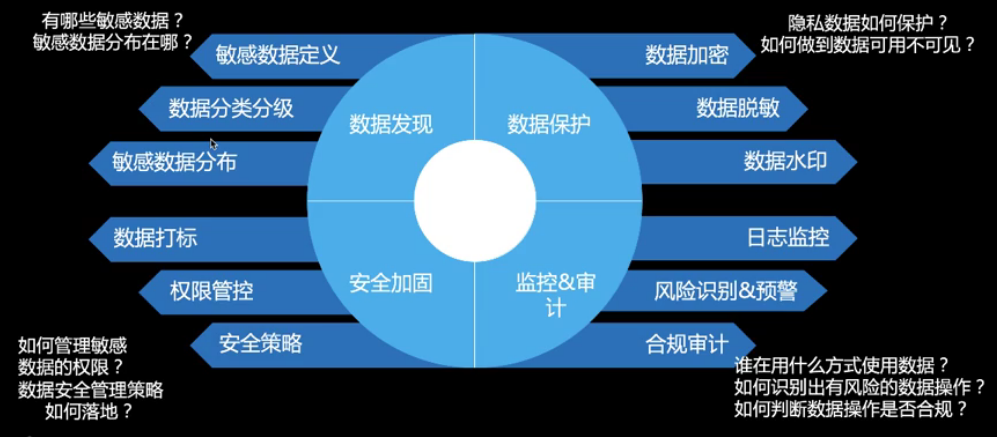 有哪些敏感数据？
敏感数据分布在哪？
隐私数据如何保护？
如何做到数据可用不可见？
敏感数据定义
数据分类分级
敏感数据分布
数据发现
数据保护
数据加密
数据脱敏
数据水印
数据打标
权限管控
安全策略
安全加固
监控&审
计
日志监控
风险识别&预警
合规审计
如何管理敏感
数据的权限？
数据安全管理策略
如何落地？
谁在用什么方式使用数据？
如何识别出有风险的数据操作？
如何判断数据操作是否合规？